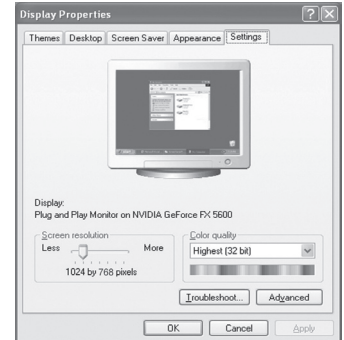 Display Properties
Themes Desktop Screen Saver Appearance Settings
Display:
Plug and Play Monitor on NVIDIA GeForce FX 5600
Screen resolution
Less More
1024 by 768 pixels
Color quality
Highest (32 bit)
Troubleshoot... Advanced
OK Cancel Apply